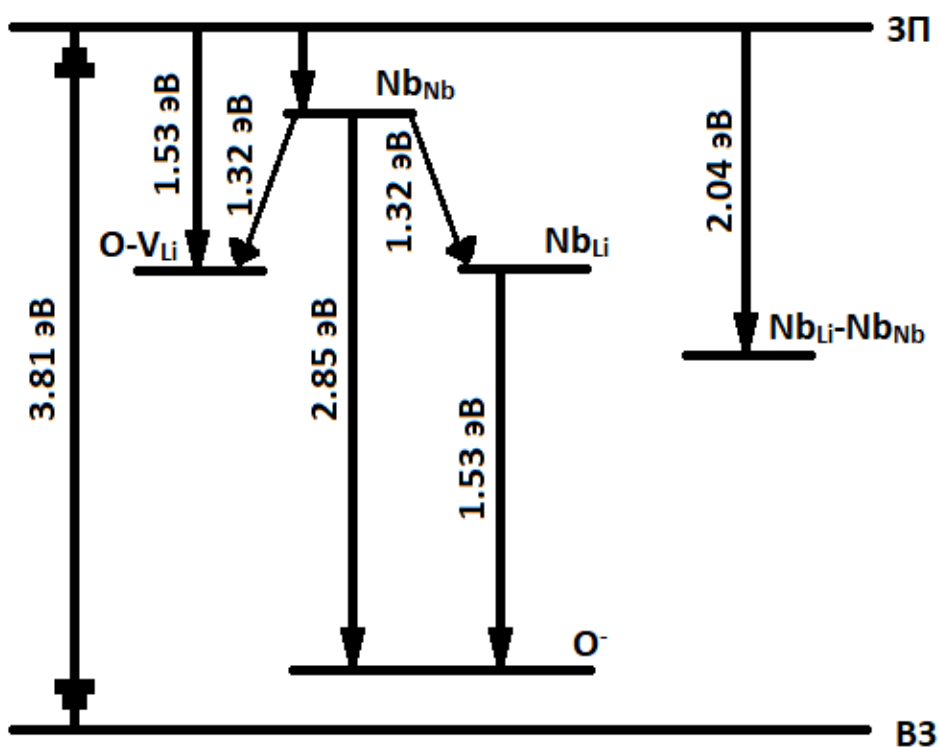 ЗП
Nb_Nb
1.53 эВ
1.32 эВ
1.32 эВ
2.04 эВ
O-V_Li
Nb_Li
3.81 эВ
2.85 эВ
Nb_Li-Nb_Nb
1.53 эВ
O⁻
ВЗ